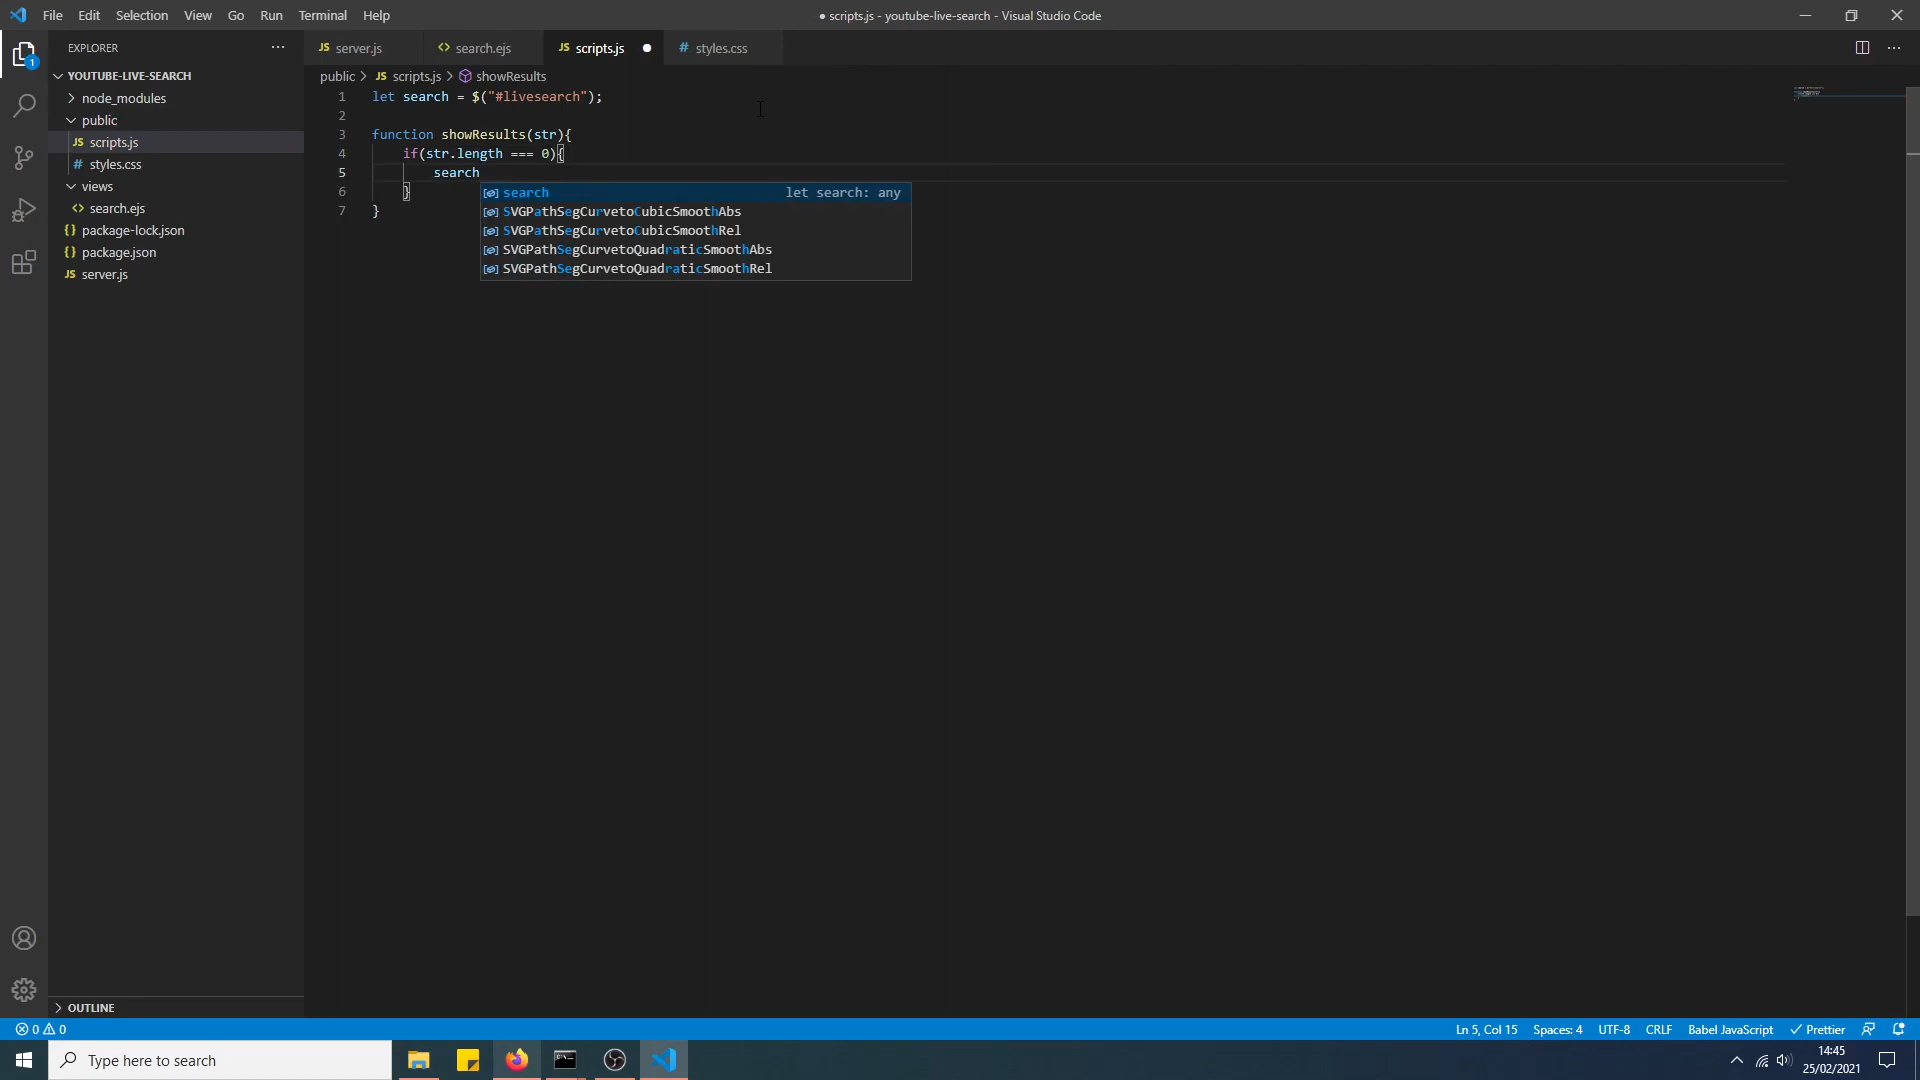 File Edit Selection View Go Run Terminal Help
● scripts.js - youtube-live-search - Visual Studio Code
EXPLORER
JS server.js
<> search.ejs
JS scripts.js
# styles.css
public > JS scripts.js > showResults
YOUTUBE-LIVE-SEARCH
node_modules
public
JS scripts.js
# styles.css
views
<> search.ejs
{} package-lock.json
{} package.json
JS server.js
1 let search = $("#livesearch");
2
3 function showResults(str){
4 if(str.length === 0){
5 search
6 }
7 }
search let search: any
SVGPathSegCurvetoCubicSmoothAbs
SVGPathSegCurvetoCubicSmoothRel
SVGPathSegCurvetoQuadraticSmoothAbs
SVGPathSegCurvetoQuadraticSmoothRel
1
OUTLINE
0 0
Ln 5, Col 15 Spaces: 4 UTF-8 CRLF Babel JavaScript Prettier
Type here to search
14:45
25/02/2021